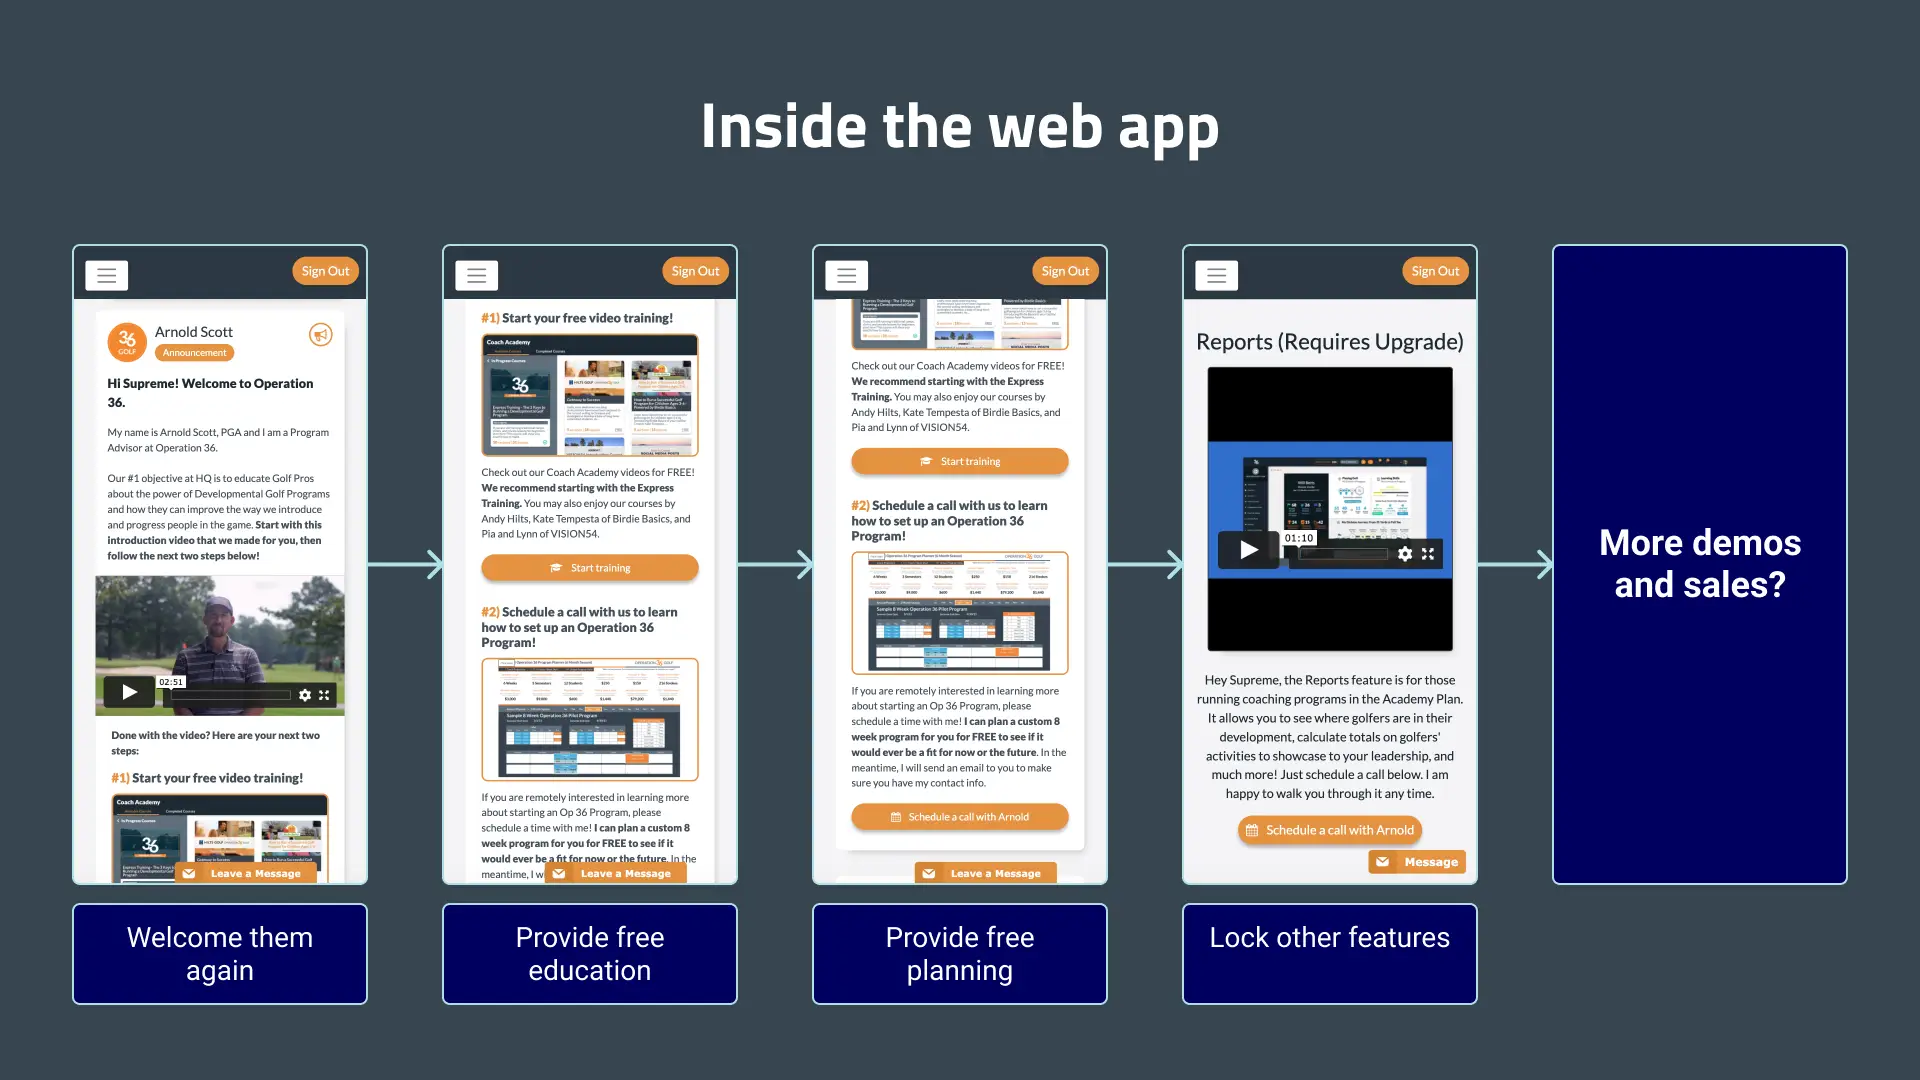 Inside the web app
Sign Out
36
GOLF
Arnold Scott
Announcement
Hi Supreme! Welcome to Operation
36.
My name is Arnold Scott, PGA and I am a Program
Advisor at Operation 36.
Our #1 objective at HQ is to educate Golf Pros
about the power of Developmental Golf Programs
and how they can improve the way we introduce
and progress people in the game. Start with this
introduction video that we made for you, then
follow the next two steps below!
02:51
Done with the video? Here are your next two
steps:
#1) Start your free video training!
Coach Academy
36
Leave a Message
Welcome them
again
Sign Out
#1) Start your free video training!
Coach Academy
36
Check out our Coach Academy videos for FREE!
We recommend starting with the Express
Training. You may also enjoy our courses by
Andy Hilts, Kate Tempesta of Birdie Basics, and
Pia and Lynn of VISION54.
Start training
#2) Schedule a call with us to learn
how to set up an Operation 36
Program!
Sample 8 Week Operation 36 Pilot Program
If you are remotely interested in learning more
about starting an Op 36 Program, please
schedule a time with me! I can plan a custom 8
week program for you for FREE to see if it
would ever be a fit for now or the future. In the
meantime, I w
Leave a Message
Provide free
education
Sign Out
Check out our Coach Academy videos for FREE!
We recommend starting with the Express
Training. You may also enjoy our courses by
Andy Hilts, Kate Tempesta of Birdie Basics, and
Pia and Lynn of VISION54.
Start training
#2) Schedule a call with us to learn
how to set up an Operation 36
Program!
Sample 8 Week Operation 36 Pilot Program
If you are remotely interested in learning more
about starting an Op 36 Program, please
schedule a time with me! I can plan a custom 8
week program for you for FREE to see if it
would ever be a fit for now or the future. In the
meantime, I will send an email to you to make
sure you have my contact info.
Schedule a call with Arnold
Leave a Message
Provide free
planning
Sign Out
Reports (Requires Upgrade)
01:10
Hey Supreme, the Reports feature is for those
running coaching programs in the Academy Plan.
It allows you to see where golfers are in their
development, calculate totals on golfers'
activities to showcase to your leadership, and
much more! Just schedule a call below. I am
happy to walk you through it any time.
Schedule a call with Arnold
Message
Lock other features
More demos
and sales?